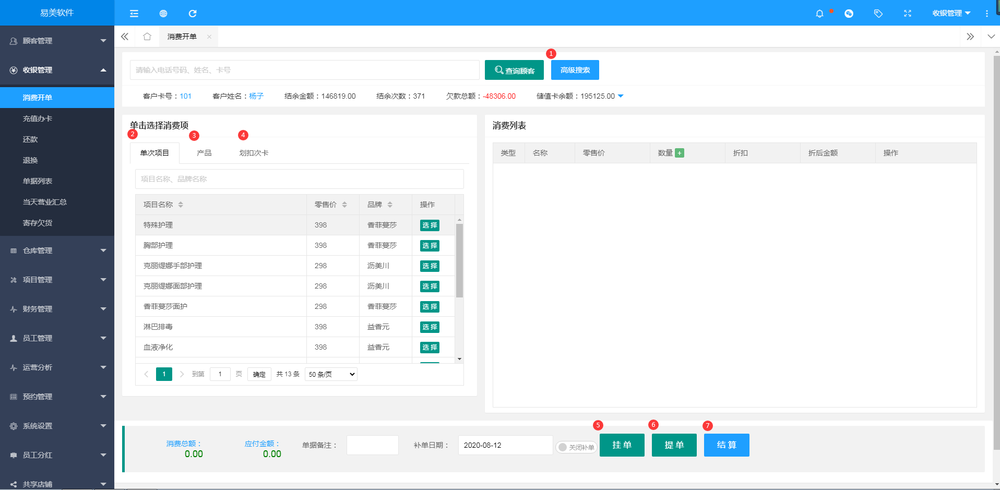 易美软件
收银管理
顾客管理
收银管理
消费开单
充值办卡
还款
退换
单据列表
当天营业汇总
寄存欠货
仓库管理
项目管理
财务管理
员工管理
运营分析
预约管理
系统设置
员工分红
共享店铺
消费开单
1
请输入电话号码、姓名、卡号 查询顾客 高级搜索
客户卡号：101 客户姓名：杨子 结余金额：146819.00 结余次数：371 欠款总额：-48306.00 储值卡余额：195125.00
单击选择消费项
2 3 4
单次项目 产品 划扣次卡
项目名称、品牌名称
项目名称 零售价 品牌 操作
特殊护理 398 香菲蔓莎 选择
胸部护理 398 香菲蔓莎 选择
克丽缇娜手部护理 298 沥美川 选择
克丽缇娜面部护理 298 沥美川 选择
香菲蔓莎面护 298 香菲蔓莎 选择
淋巴排毒 398 益香元 选择
血液净化 398 益香元 选择
1 到第 1 页 确定 共 13 条 50 条/页
消费列表
类型 名称 零售价 数量 + 折扣 折后金额 操作
5 6 7
消费总额： 应付金额： 单据备注： 补单日期： 2020-08-12 关闭补单 挂单 提单 结算
0.00 0.00